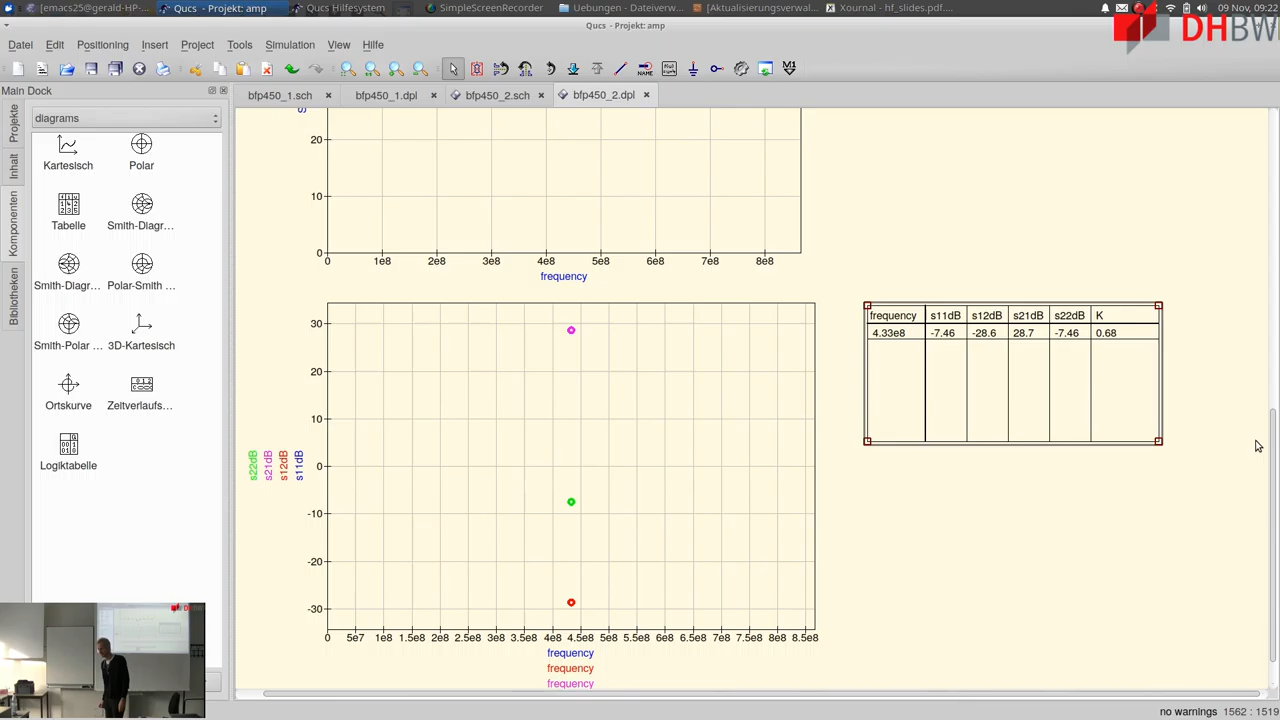 [emacs25@gerald-HP-...
Qucs - Projekt: amp
Qucs Hilfesystem
SimpleScreenRecorder
Uebungen - Dateiverw...
[Aktualisierungsverwal...
Xournal - hf_slides.pdf...
09 Nov, 09:22
Qucs - Projekt: amp
DHBW
Datei Edit Positioning Insert Projekt Tools Simulation View Hilfe
NAME
M1
Main Dock
bfp450_1.sch bfp450_1.dpl bfp450_2.sch bfp450_2.dpl
Projekte
Inhalt
Komponenten
Bibliotheken
diagrams
Kartesisch Polar
Tabelle Smith-Diagr...
Smith-Diagr... Polar-Smith ...
Smith-Polar ... 3D-Kartesisch
Ortskurve Zeitverlaufs...
Logiktabelle
20
10
0
0 1e8 2e8 3e8 4e8 5e8 6e8 7e8 8e8
frequency
30
20
10
0
-10
-20
-30
s22dB
s21dB
s12dB
s11dB
0 5e7 1e8 1.5e8 2e8 2.5e8 3e8 3.5e8 4e8 4.5e8 5e8 5.5e8 6e8 6.5e8 7e8 7.5e8 8e8 8.5e8
frequency
frequency
frequency
frequency s11dB s12dB s21dB s22dB K
4.33e8 -7.46 -28.6 28.7 -7.46 0.68
no warnings 1562 : 1519